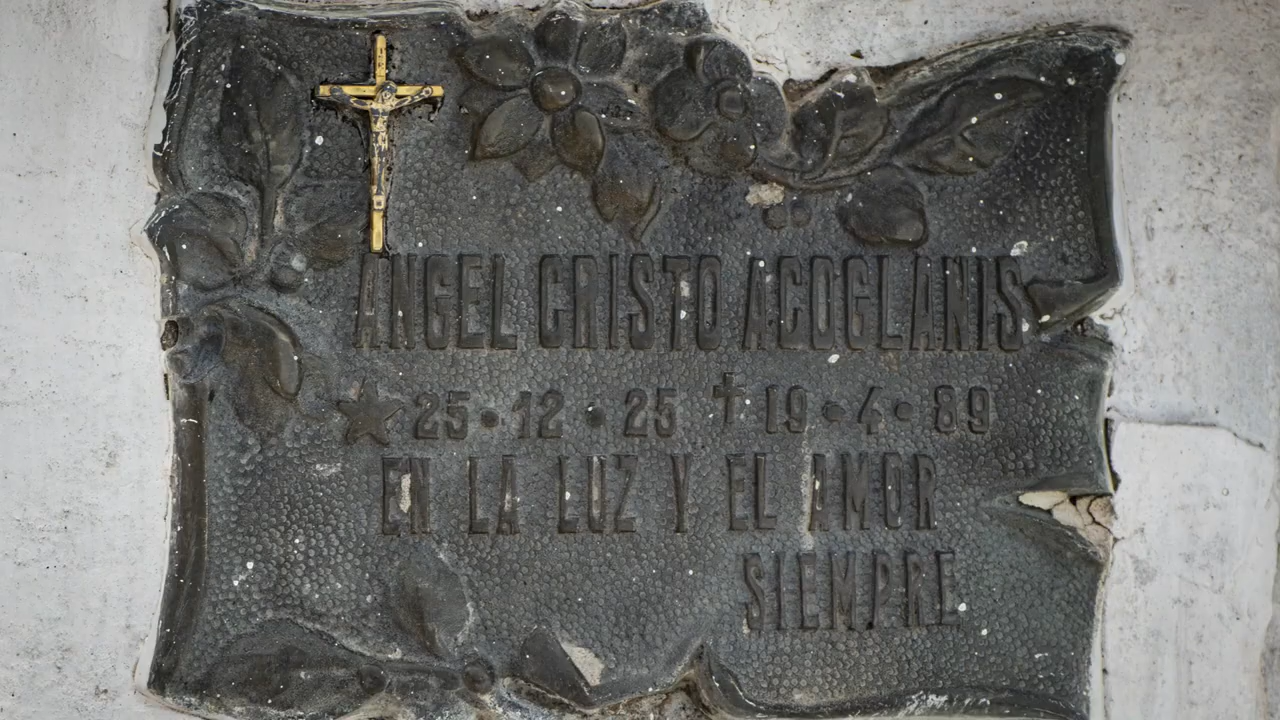 ANGEL CRISTO ACOGLANIS
★ 25 • 12 • 25 ✝ 19 • 4 • 89
EN LA LUZ Y EL AMOR
SIEMPRE